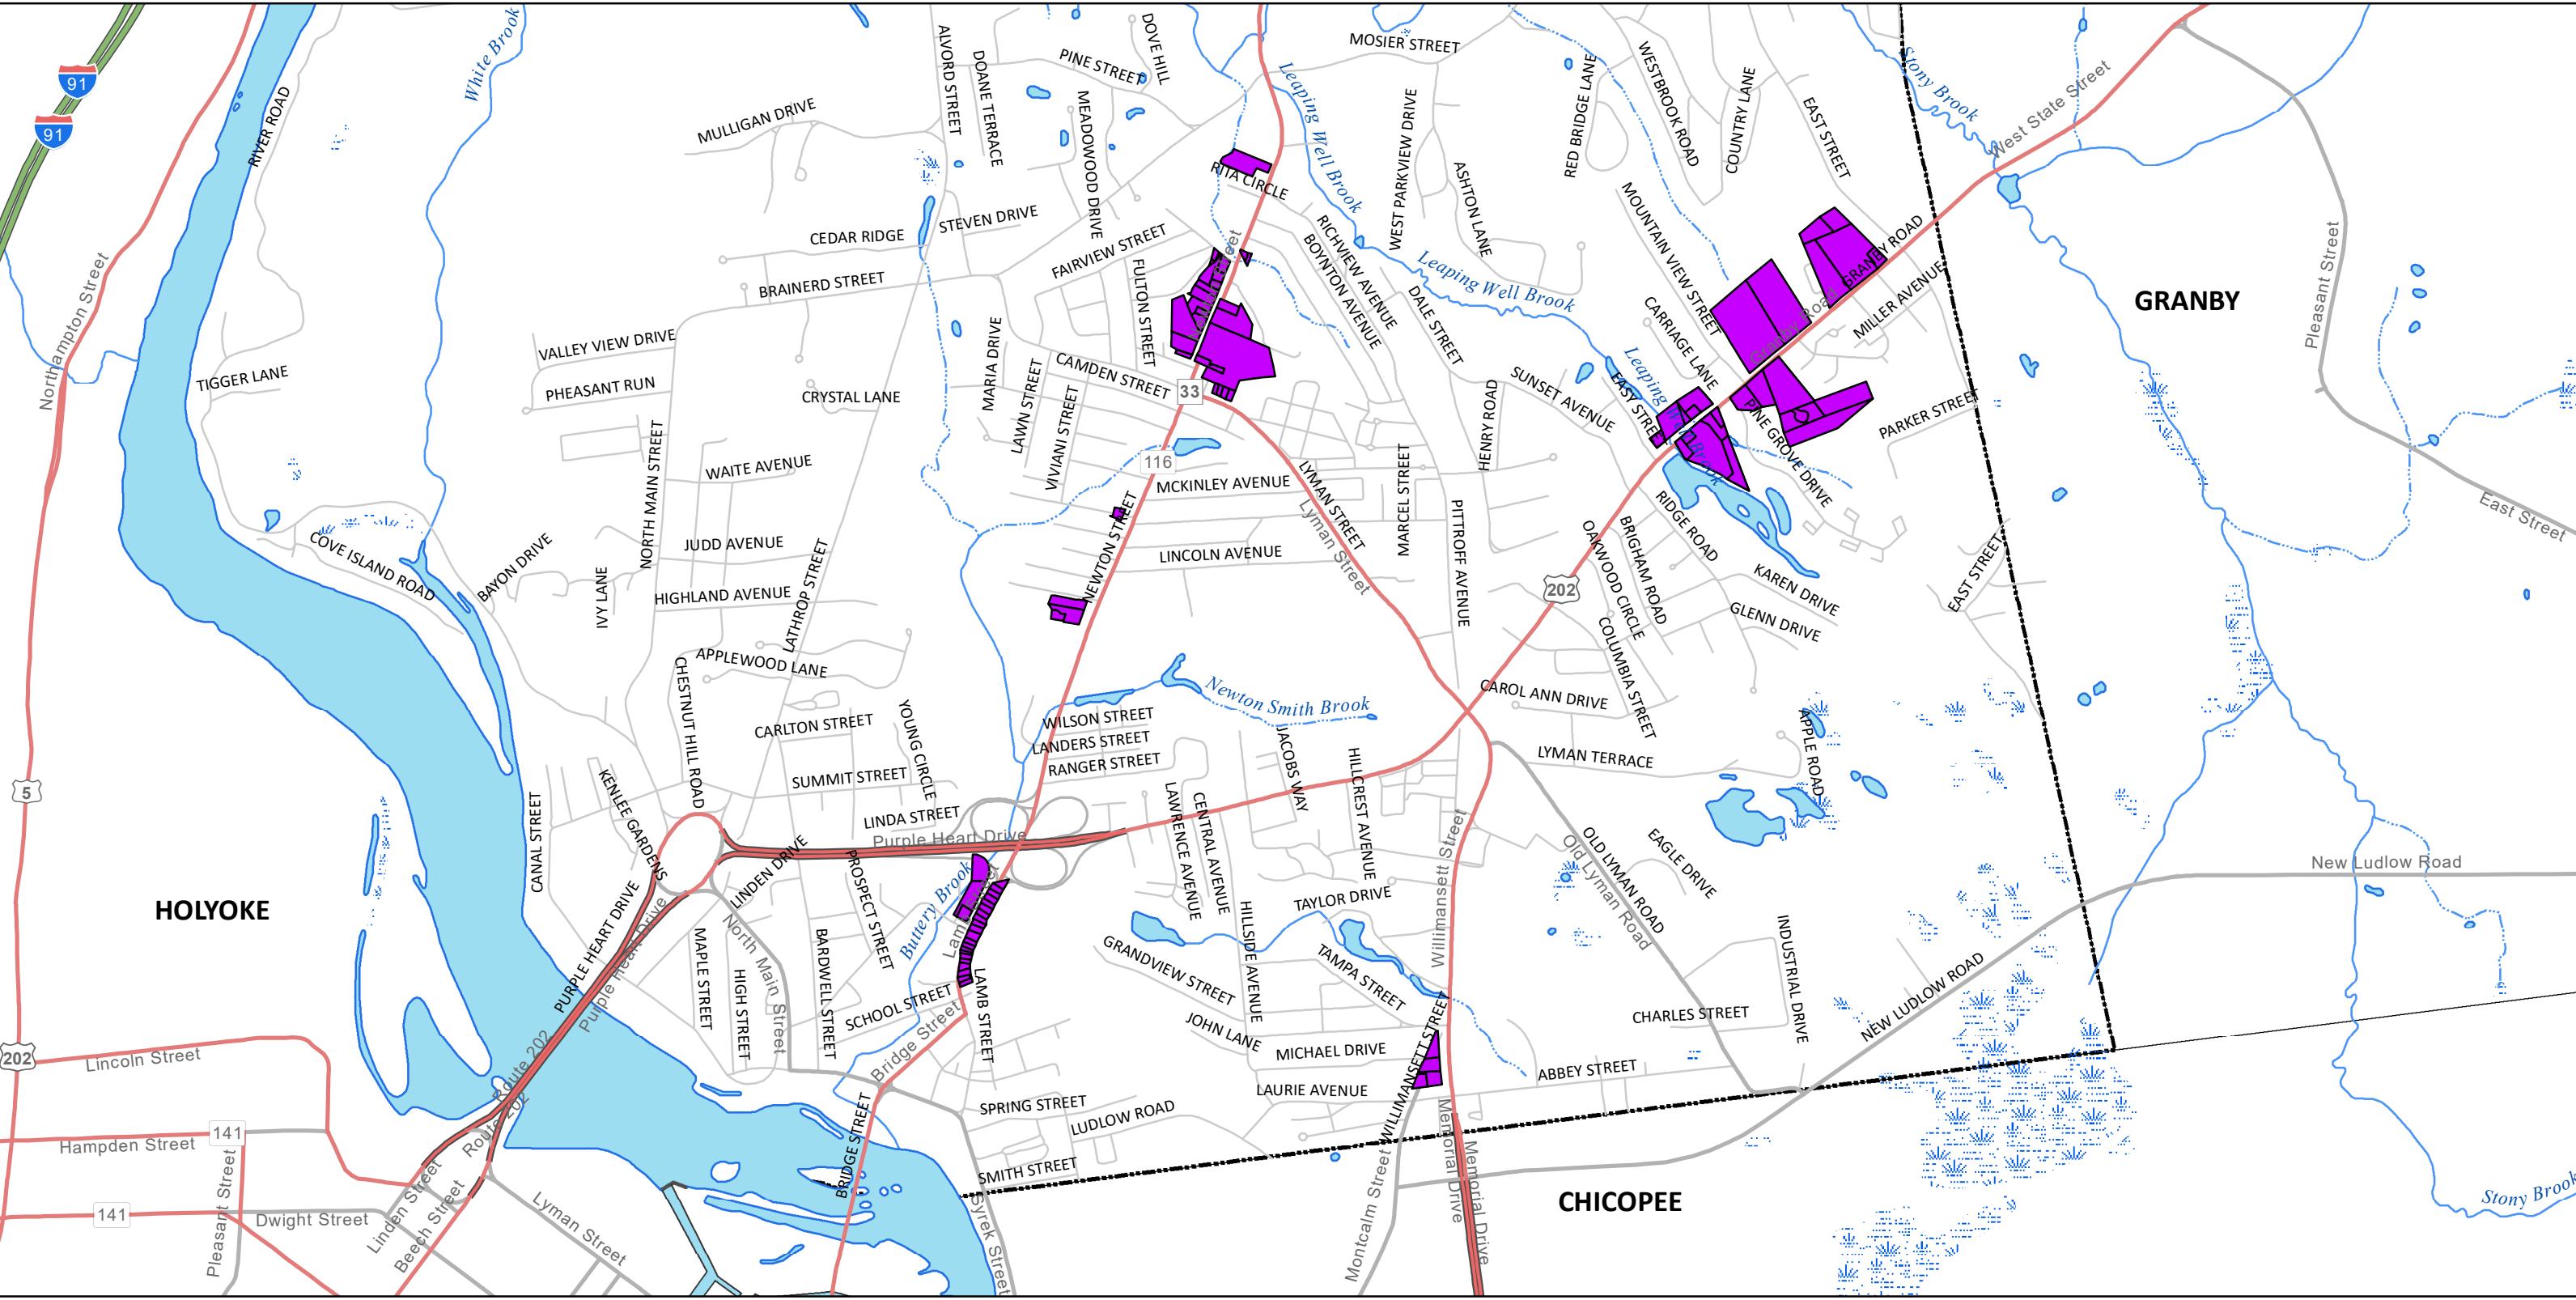 91
91
White Brook
RIVER ROAD
Northampton Street
MULLIGAN DRIVE
ALVORD STREET
DOANE TERRACE
PINE STREET
DOVE HILL
MEADOWOOD DRIVE
MOSIER STREET
Leaping Well Brook
RITA CIRCLE
WEST PARKVIEW DRIVE
ASHTON LANE
RED BRIDGE LANE
WESTBROOK ROAD
COUNTRY LANE
EAST STREET
Stony Brook
West State Street
CEDAR RIDGE
STEVEN DRIVE
BRAINERD STREET
FAIRVIEW STREET
FULTON STREET
RICHVIEW AVENUE
BOYNTON AVENUE
Leaping Well Brook
DALE STREET
MOUNTAIN VIEW STREET
CARRIAGE LANE
GRANBY ROAD
Granby Road
MILLER AVENUE
GRANBY
Pleasant Street
VALLEY VIEW DRIVE
PHEASANT RUN
TIGGER LANE
CRYSTAL LANE
MARIA DRIVE
LAWN STREET
VIVIANI STREET
CAMDEN STREET
33
HENRY ROAD
SUNSET AVENUE
EASY STREET
Leaping Well Brook
PINE GROVE DRIVE
PARKER STREET
NORTH MAIN STREET
WAITE AVENUE
116
MCKINLEY AVENUE
LYMAN STREET
Lyman Street
MARCEL STREET
PITTROFF AVENUE
RIDGE ROAD
East Street
COVE ISLAND ROAD
BAYON DRIVE
IVY LANE
JUDD AVENUE
HIGHLAND AVENUE
LATHROP STREET
NEWTON STREET
LINCOLN AVENUE
202
OAKWOOD CIRCLE
BRIGHAM ROAD
COLUMBIA STREET
KAREN DRIVE
GLENN DRIVE
EAST STREET
APPLEWOOD LANE
CHESTNUT HILL ROAD
CARLTON STREET
YOUNG CIRCLE
SUMMIT STREET
LINDA STREET
Newton Smith Brook
WILSON STREET
LANDERS STREET
RANGER STREET
JACOBS WAY
HILLCREST AVENUE
CAROL ANN DRIVE
LYMAN TERRACE
APPLE ROAD
5
KENLEE GARDENS
CANAL STREET
Purple Heart Drive
LINDEN DRIVE
PROSPECT STREET
LAWRENCE AVENUE
CENTRAL AVENUE
Willimansett Street
OLD LYMAN ROAD
Old Lyman Road
EAGLE DRIVE
New Ludlow Road
HOLYOKE
PURPLE HEART DRIVE
Purple Heart Drive
North Main Street
MAPLE STREET
HIGH STREET
BARDWELL STREET
Buttery Brook
SCHOOL STREET
LAMB STREET
TAYLOR DRIVE
HILLSIDE AVENUE
GRANDVIEW STREET
TAMPA STREET
JOHN LANE
MICHAEL DRIVE
LAURIE AVENUE
WILLIMANSETT STREET
CHARLES STREET
INDUSTRIAL DRIVE
NEW LUDLOW ROAD
ABBEY STREET
202
Lincoln Street
Route 202
Route 202
Bridge Street
BRIDGE STREET
SPRING STREET
LUDLOW ROAD
SMITH STREET
Hampden Street
141
141
Pleasant Street
Dwight Street
Linden Street
Beech Street
Lyman Street
Syrek Street
Montcalm Street
Memorial Drive
Memorial Drive
CHICOPEE
Stony Brook